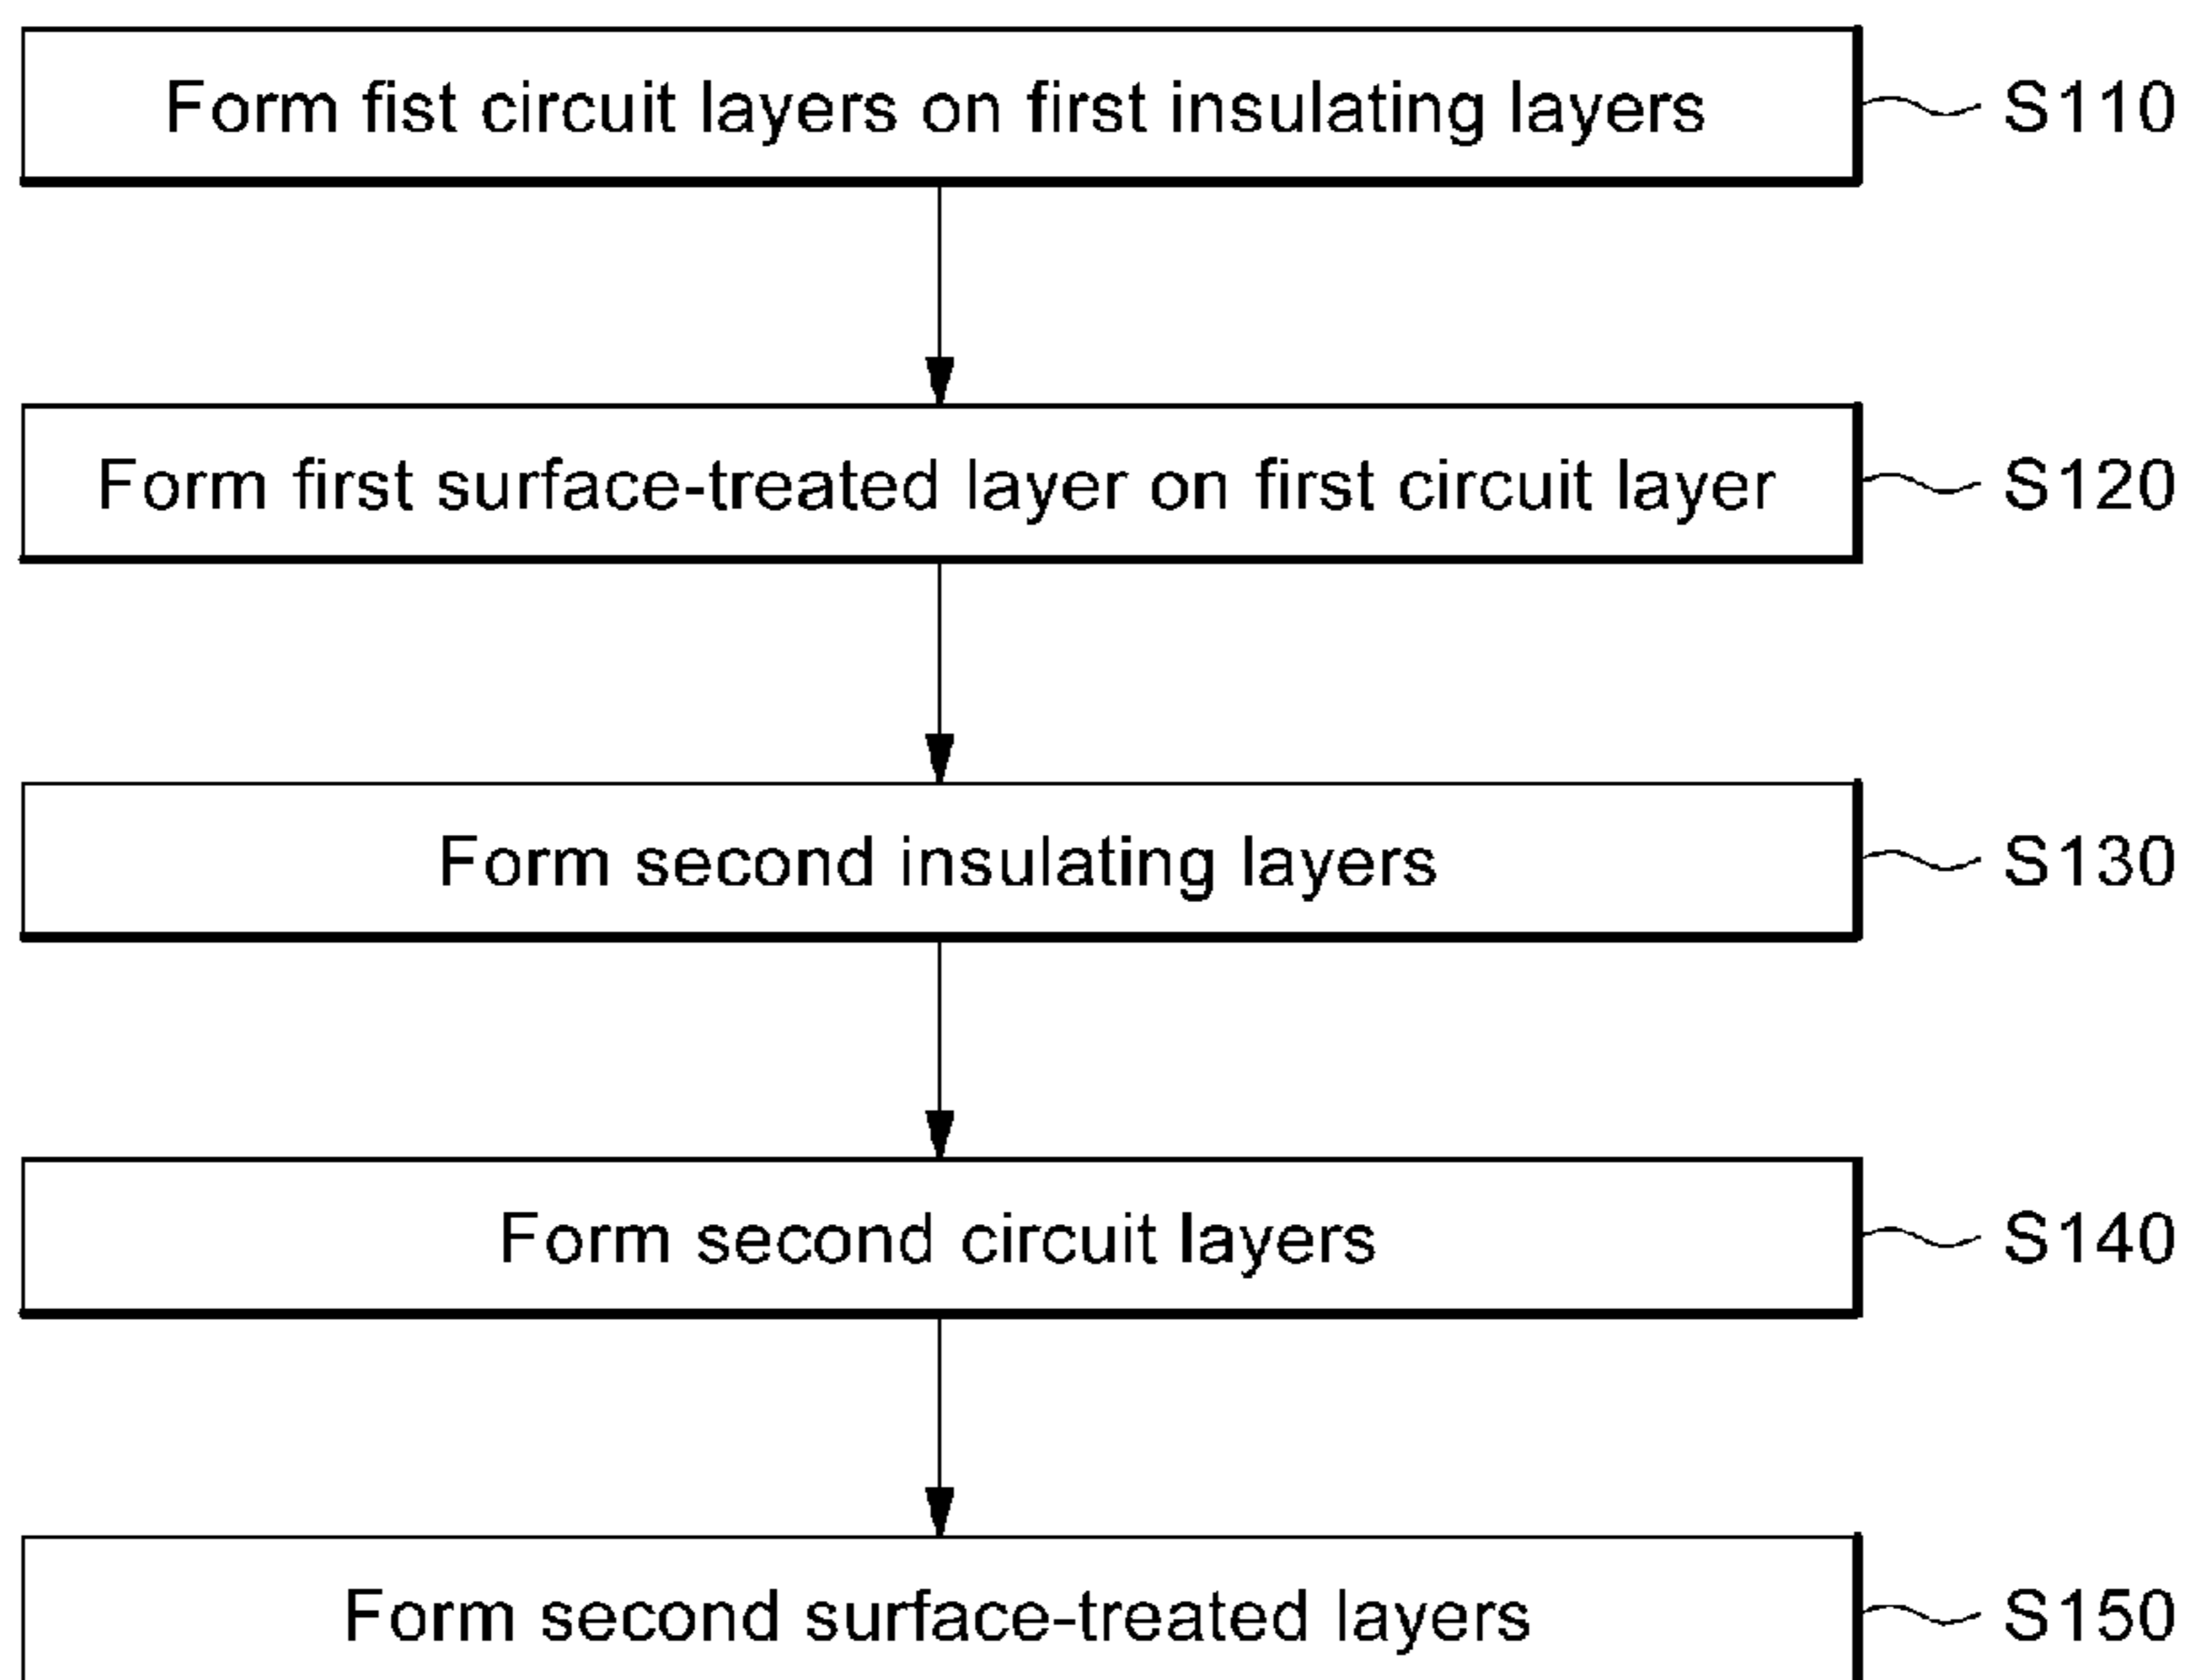 Form fist circuit layers on first insulating layers S110
Form first surface-treated layer on first circuit layer S120
Form second insulating layers S130
Form second circuit layers S140
Form second surface-treated layers S150